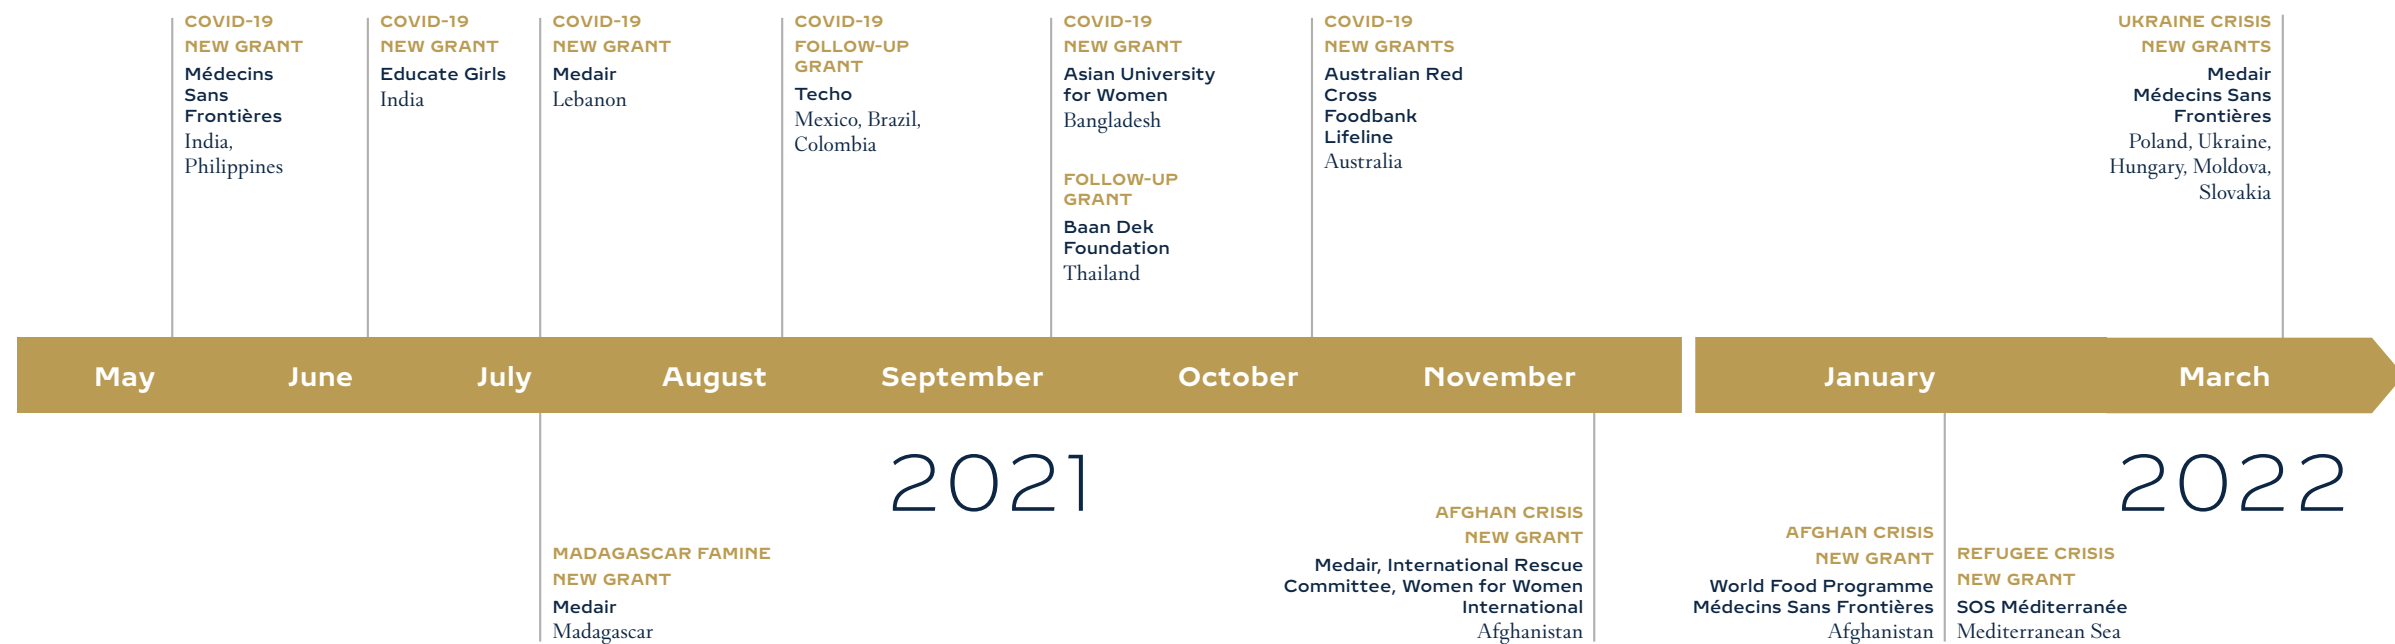 COVID-19
NEW GRANT
Médecins
Sans
Frontières
India,
Philippines
COVID-19
NEW GRANT
Educate Girls
India
COVID-19
NEW GRANT
Medair
Lebanon
COVID-19
FOLLOW-UP
GRANT
Techo
Mexico, Brazil,
Colombia
COVID-19
NEW GRANT
Asian University
for Women
Bangladesh
FOLLOW-UP
GRANT
Baan Dek
Foundation
Thailand
COVID-19
NEW GRANTS
Australian Red
Cross
Foodbank
Lifeline
Australia
UKRAINE CRISIS
NEW GRANTS
Medair
Médecins Sans
Frontières
Poland, Ukraine,
Hungary, Moldova,
Slovakia
May
June
July
August
September
October
November
January
March
2021
2022
MADAGASCAR FAMINE
NEW GRANT
Medair
Madagascar
AFGHAN CRISIS
NEW GRANT
Medair, International Rescue
Committee, Women for Women
International
Afghanistan
AFGHAN CRISIS
NEW GRANT
World Food Programme
Médecins Sans Frontières
Afghanistan
REFUGEE CRISIS
NEW GRANT
SOS Méditerranée
Mediterranean Sea